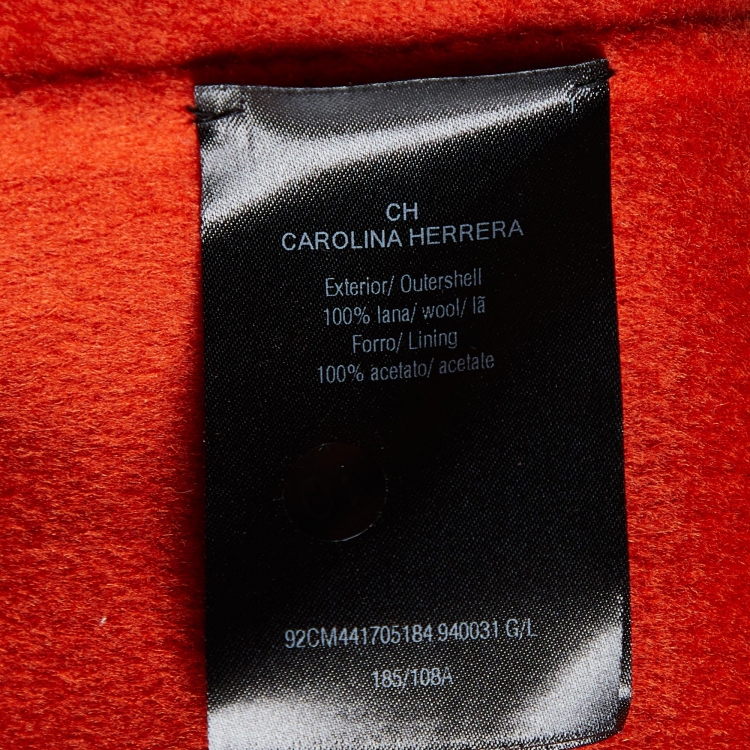 CH
CAROLINA HERRERA
Exterior/ Outershell
100% lana/ wool/ lã
Forro/ Lining
100% acetato/ acetate
92CM441705184 940031 G/L
185/108A